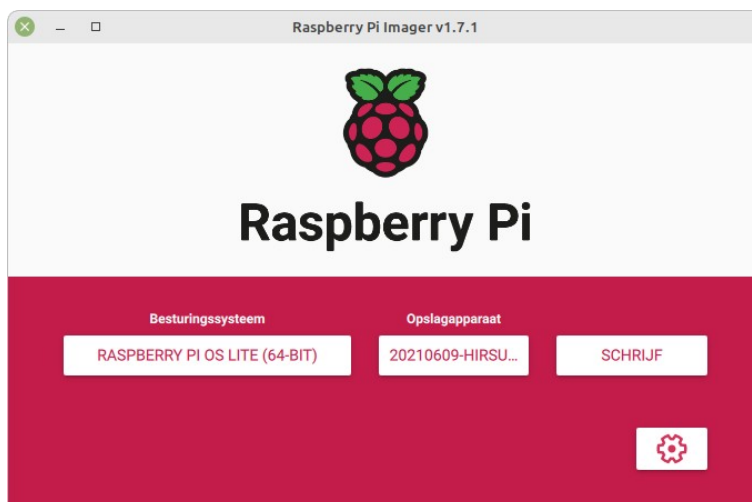 Raspberry Pi Imager v1.7.1
Raspberry Pi
Besturingssysteem
Opslagapparaat
RASPBERRY PI OS LITE (64-BIT)
20210609-HIRSU...
SCHRIJF